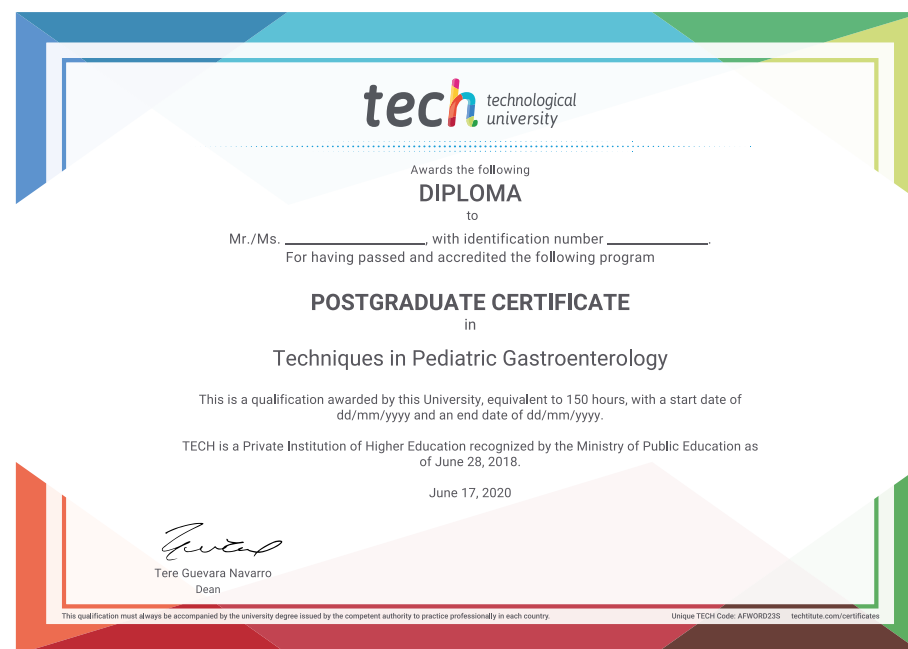 tech technological
university
Awards the following
DIPLOMA
to
Mr./Ms. ____________, with identification number ____________.
For having passed and accredited the following program
POSTGRADUATE CERTIFICATE
in
Techniques in Pediatric Gastroenterology
This is a qualification awarded by this University, equivalent to 150 hours, with a start date of
dd/mm/yyyy and an end date of dd/mm/yyyy.
TECH is a Private Institution of Higher Education recognized by the Ministry of Public Education as
of June 28, 2018.
June 17, 2020
Tere Guevara Navarro
Dean
This qualification must always be accompanied by the university degree issued by the competent authority to practice professionally in each country.
Unique TECH Code: AFWORD23S techtitute.com/certificates